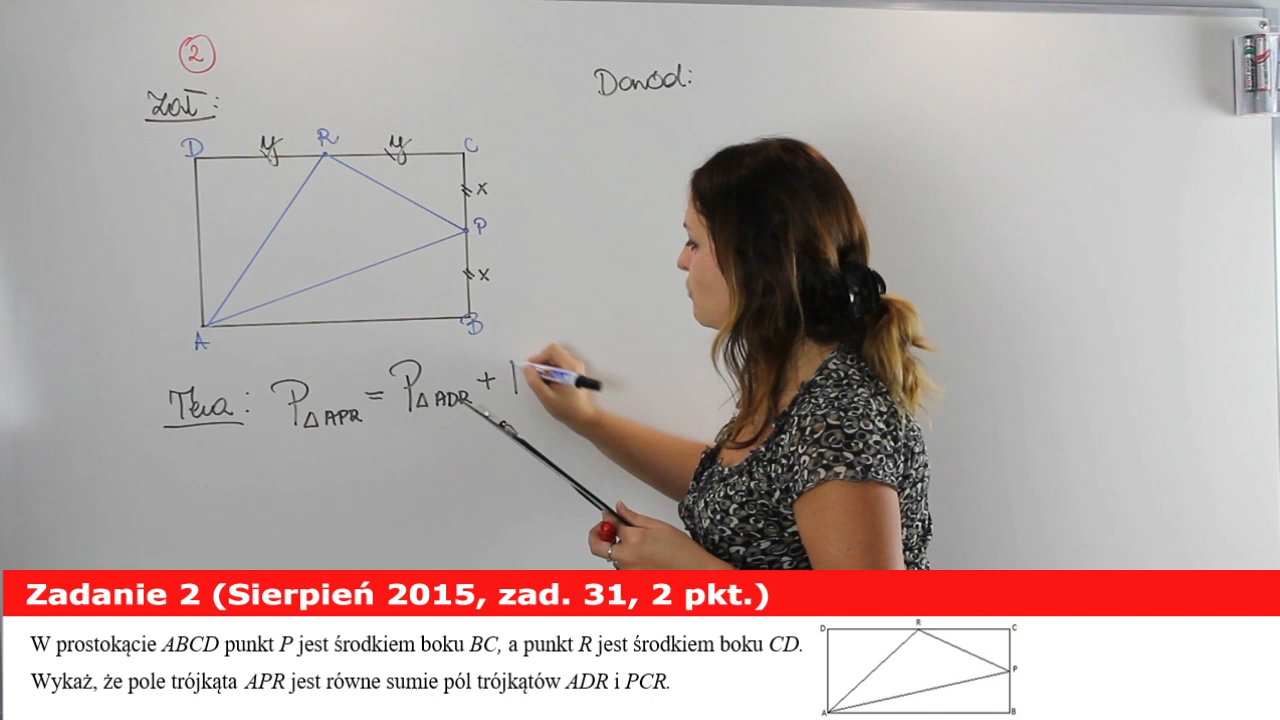 2
Zał:
Dowód:
D y R y C
x
P
x
A B
Teza: P△APR = P△ADR +
Zadanie 2 (Sierpień 2015, zad. 31, 2 pkt.)
W prostokącie ABCD punkt P jest środkiem boku BC, a punkt R jest środkiem boku CD.
Wykaż, że pole trójkąta APR jest równe sumie pól trójkątów ADR i PCR.
D R C
P
A B